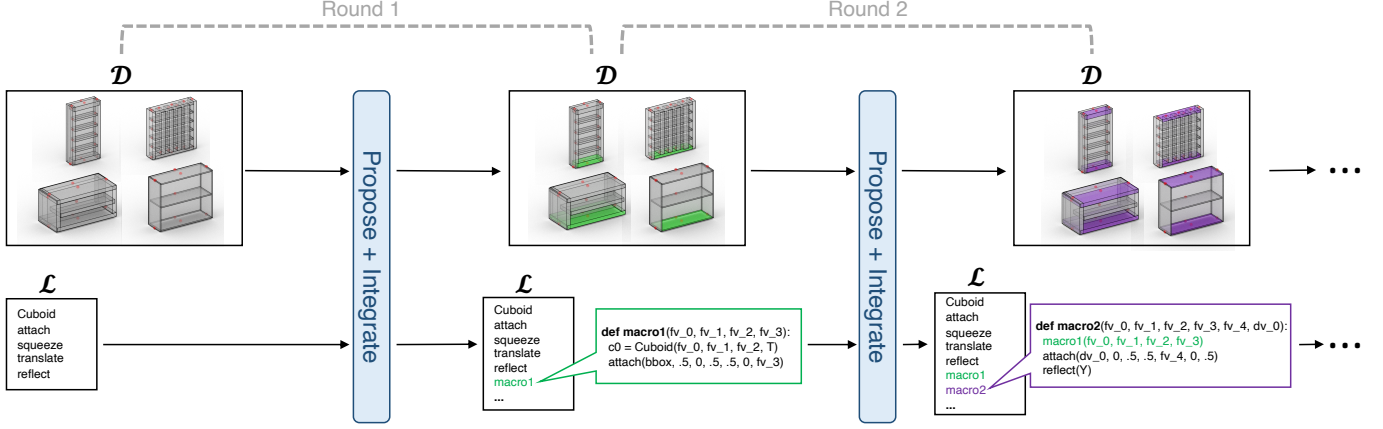 Round 1
Round 2
𝒟
𝒟
𝒟
Propose + Integrate
Propose + Integrate
ℒ
Cuboid
attach
squeeze
translate
reflect
ℒ
Cuboid
attach
squeeze
translate
reflect
macro1
...
def macro1(fv_0, fv_1, fv_2, fv_3):
c0 = Cuboid(fv_0, fv_1, fv_2, T)
attach(bbox, .5, 0, .5, .5, 0, fv_3)
ℒ
Cuboid
attach
squeeze
translate
reflect
macro1
macro2
...
def macro2(fv_0, fv_1, fv_2, fv_3, fv_4, dv_0):
macro1(fv_0, fv_1, fv_2, fv_3)
attach(dv_0, 0, .5, .5, fv_4, 0, .5)
reflect(Y)
...
...